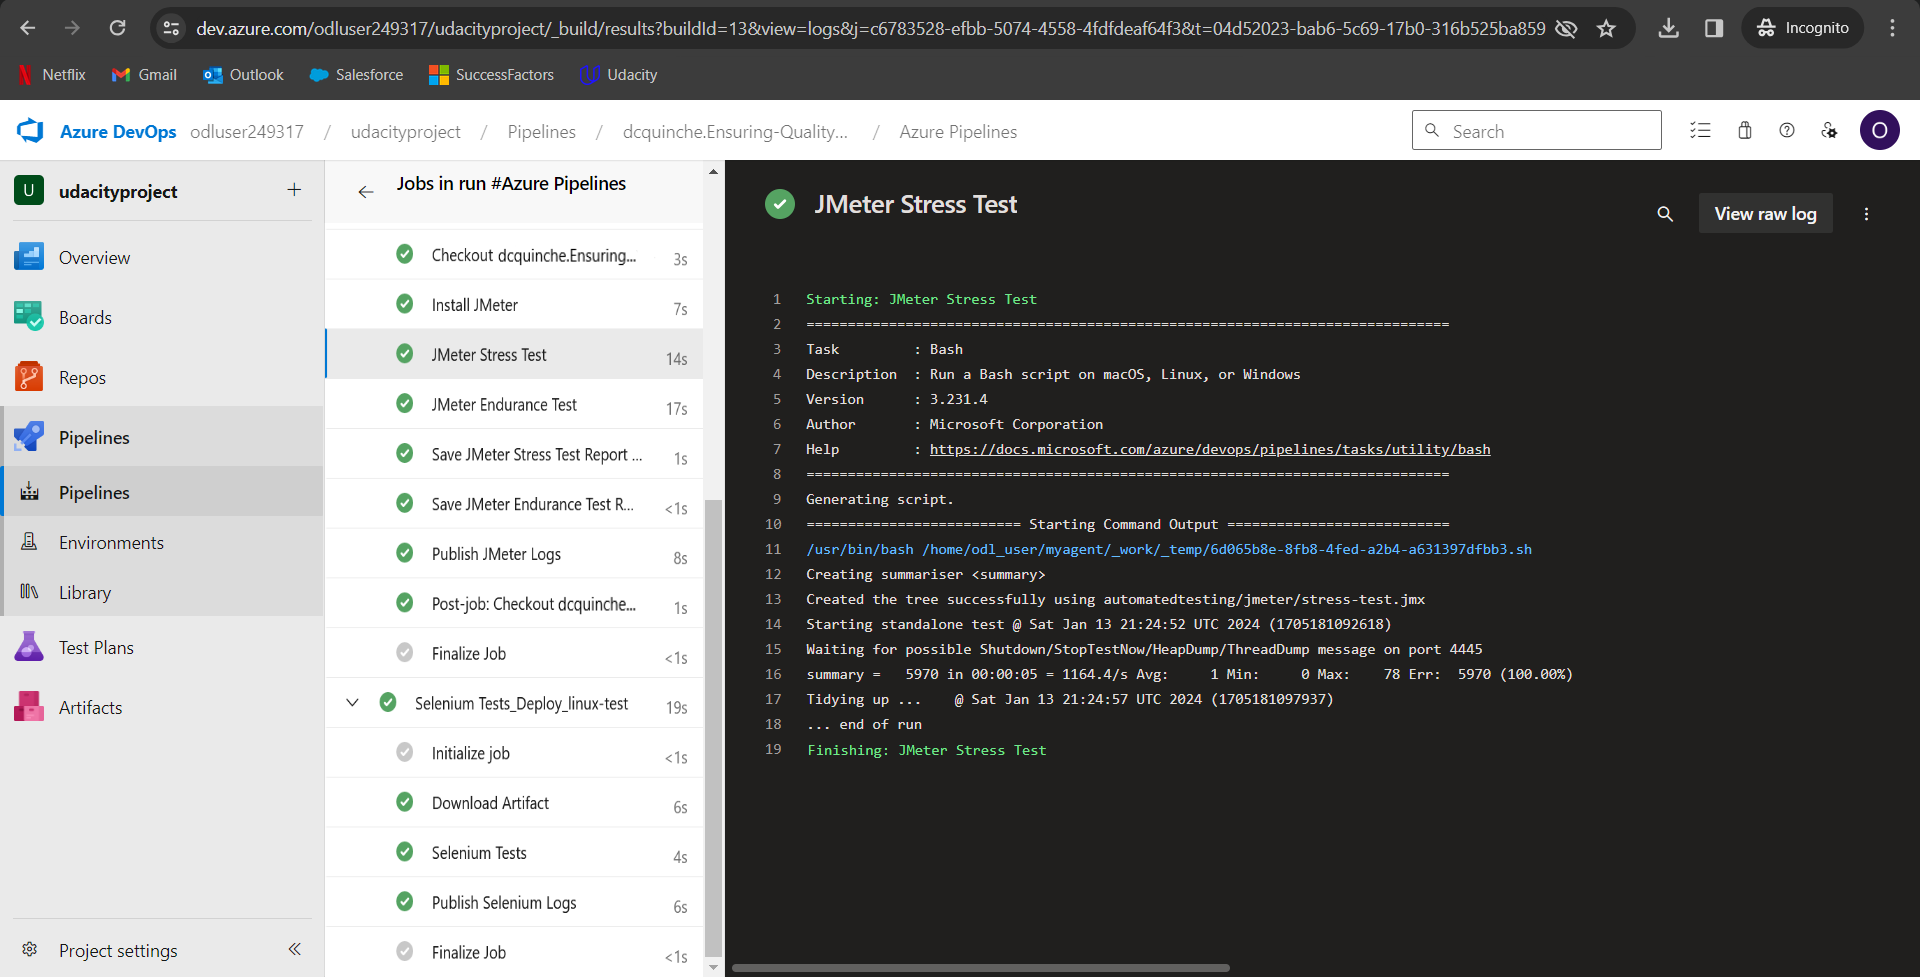 dev.azure.com/odluser249317/udacityproject/_build/results?buildId=13&view=logs&j=c6783528-efbb-5074-4558-4fdfdeaf64f3&t=04d52023-bab6-5c69-17b0-316b525ba859
Incognito
Netflix
Gmail
Outlook
Salesforce
SuccessFactors
Udacity
Azure DevOps odluser249317 / udacityproject / Pipelines / dcquinche.Ensuring-Quality... / Azure Pipelines
Search
O
U udacityproject
Overview
Boards
Repos
Pipelines
Pipelines
Environments
Library
Test Plans
Artifacts
Project settings
Jobs in run #Azure Pipelines
Checkout dcquinche.Ensuring... 3s
Install JMeter 7s
JMeter Stress Test 14s
JMeter Endurance Test 17s
Save JMeter Stress Test Report ... 1s
Save JMeter Endurance Test R... <1s
Publish JMeter Logs 8s
Post-job: Checkout dcquinche... 1s
Finalize Job <1s
Selenium Tests_Deploy_linux-test 19s
Initialize job <1s
Download Artifact 6s
Selenium Tests 4s
Publish Selenium Logs 6s
Finalize Job <1s
JMeter Stress Test
View raw log
1 Starting: JMeter Stress Test
2 ==============================================================================
3 Task         : Bash
4 Description  : Run a Bash script on macOS, Linux, or Windows
5 Version      : 3.231.4
6 Author       : Microsoft Corporation
7 Help         : https://docs.microsoft.com/azure/devops/pipelines/tasks/utility/bash
8 ==============================================================================
9 Generating script.
10 ========================== Starting Command Output ===========================
11 /usr/bin/bash /home/odl_user/myagent/_work/_temp/6d065b8e-8fb8-4fed-a2b4-a631397dfbb3.sh
12 Creating summariser <summary>
13 Created the tree successfully using automatedtesting/jmeter/stress-test.jmx
14 Starting standalone test @ Sat Jan 13 21:24:52 UTC 2024 (1705181092618)
15 Waiting for possible Shutdown/StopTestNow/HeapDump/ThreadDump message on port 4445
16 summary =   5970 in 00:00:05 = 1164.4/s Avg:     1 Min:     0 Max:    78 Err:  5970 (100.00%)
17 Tidying up ...    @ Sat Jan 13 21:24:57 UTC 2024 (1705181097937)
18 ... end of run
19 Finishing: JMeter Stress Test